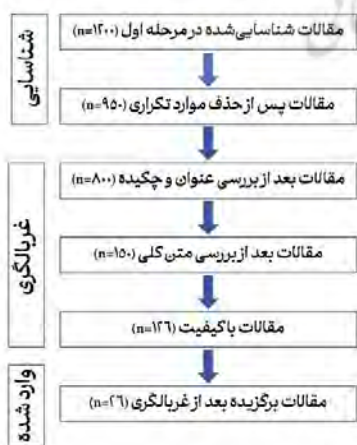 شناسایی
مقالات شناسایی‌شده در مرحله اول (n=۱۲۰۰)
مقالات پس از حذف موارد تکراری (n=۹۵۰)
غربالگری
مقالات بعد از بررسی عنوان و چکیده (n=۸۰۰)
مقالات بعد از بررسی متن کلی (n=۱۵۰)
مقالات باکیفیت (n=۱۲۶)
وارد شده
مقالات برگزیده بعد از غربالگری (n=۲۶)